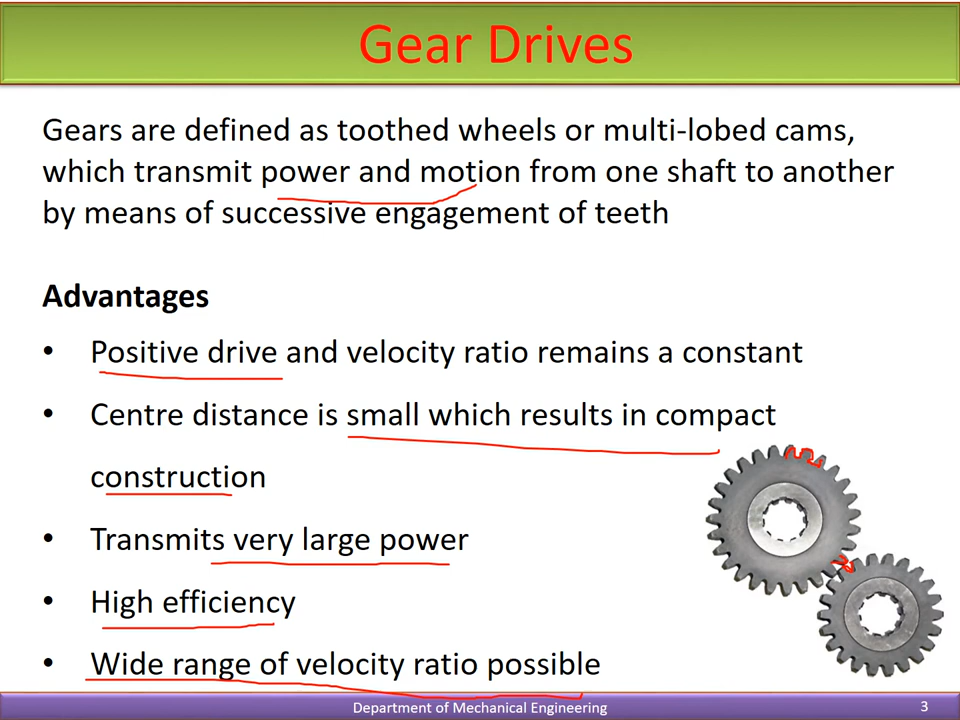 Gear Drives
Gears are defined as toothed wheels or multi-lobed cams,
which transmit power and motion from one shaft to another
by means of successive engagement of teeth
Advantages
• Positive drive and velocity ratio remains a constant
• Centre distance is small which results in compact
construction
• Transmits very large power
• High efficiency
• Wide range of velocity ratio possible
Department of Mechanical Engineering
3